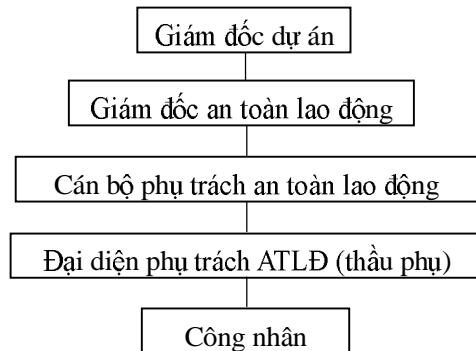 Giám đốc dự án
Giám đốc an toàn lao động
Cán bộ phụ trách an toàn lao động
Đại diện phụ trách ATLĐ (thầu phụ)
Công nhân